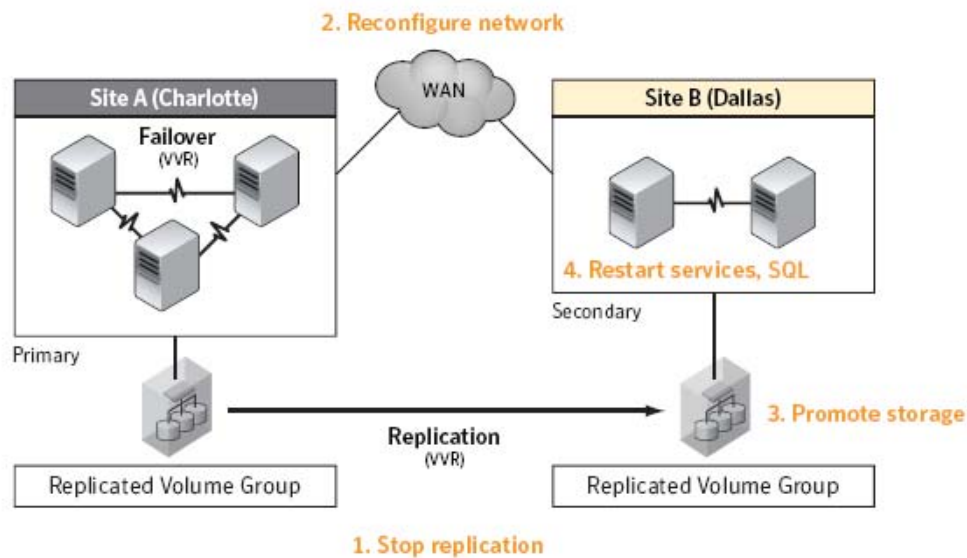 2. Reconfigure network
WAN
Site A (Charlotte)
Failover
(VVR)
Site B (Dallas)
4. Restart services, SQL
Primary
Secondary
3. Promote storage
Replication
(VVR)
Replicated Volume Group
Replicated Volume Group
1. Stop replication